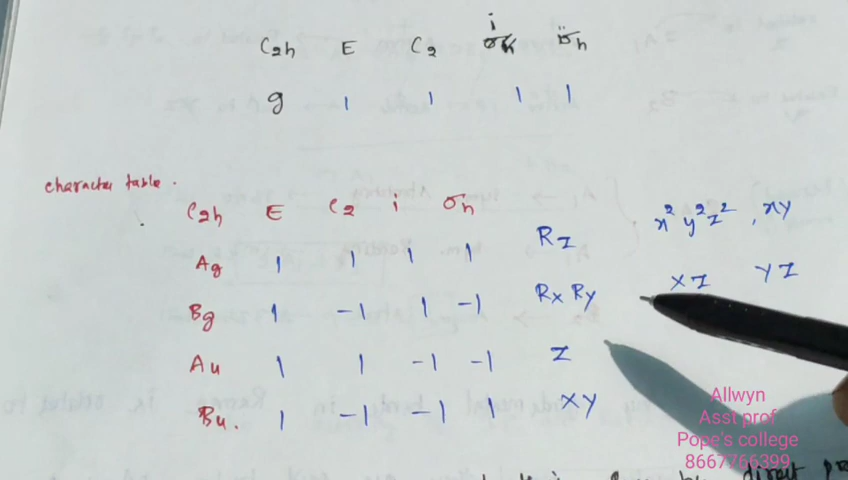 C2h E C2 i σh
g 1 1 1 1
character table.
C2h E C2 i σh
Ag 1 1 1 1 Rz x² y² z², xy
Bg 1 -1 1 -1 Rx Ry xz yz
Au 1 1 -1 -1 z
Bu. 1 -1 -1 1 xy
Allwyn
Asst prof
Pope's college
8667766399
direct